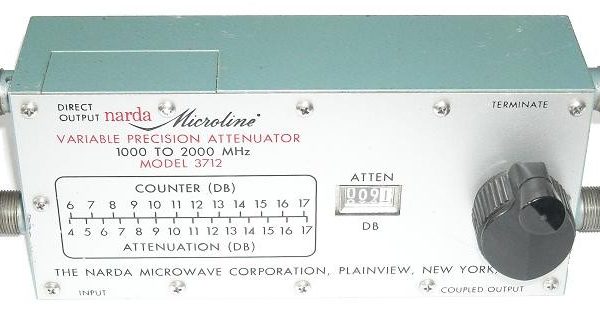 DIRECT
OUTPUT narda Microline
TERMINATE
VARIABLE PRECISION ATTENUATOR
1000 TO 2000 MHz
MODEL 3712
COUNTER (DB)
6 7 8 9 10 11 12 13 14 15 16 17
4 5 6 7 8 9 10 11 12 13 14 15 16 17
ATTENUATION (DB)
ATTEN
009
DB
THE NARDA MICROWAVE CORPORATION, PLAINVIEW, NEW YORK,
INPUT
COUPLED OUTPUT